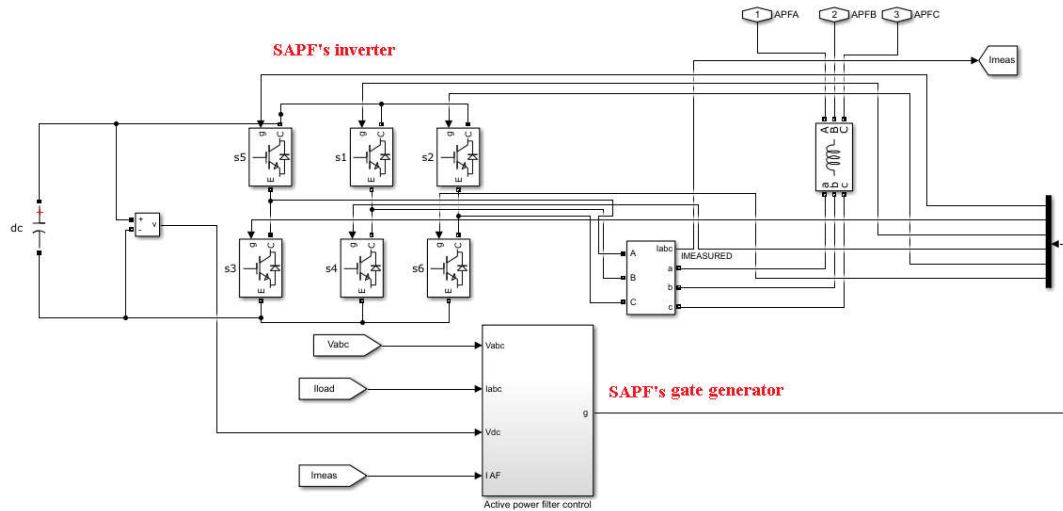 1 APFA
2 APFB
3 APFC
SAPF's inverter
Imeas
g C
s5
E
g C
s1
E
g C
s2
E
A B C
a b c
dc
+
+ v
-
g C
s3
E
g C
s4
E
g C
s6
E
Iabc
IMEASURED
A a
B b
C c
Vabc
Vabc
Iload
Iabc
SAPF's gate generator
g
Vdc
Imeas
I AF
Active power filter control